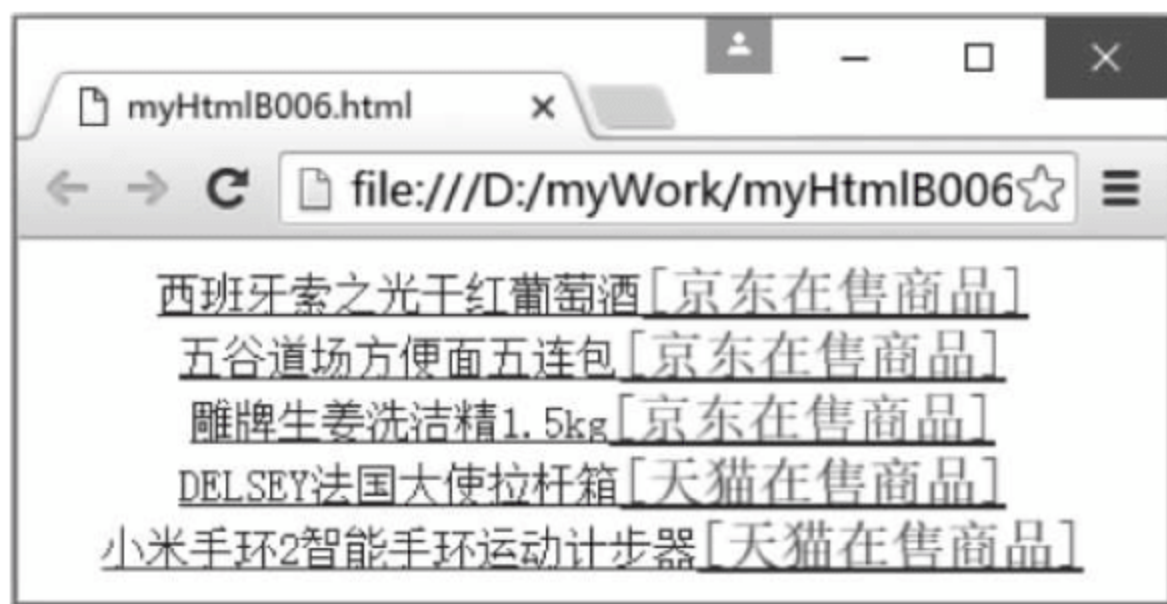 myHtmlB006.html
file:///D:/myWork/myHtmlB006
西班牙索之光干红葡萄酒[京东在售商品]
五谷道场方便面五连包[京东在售商品]
雕牌生姜洗洁精1.5kg[京东在售商品]
DELSEY法国大使拉杆箱[天猫在售商品]
小米手环2智能手环运动计步器[天猫在售商品]